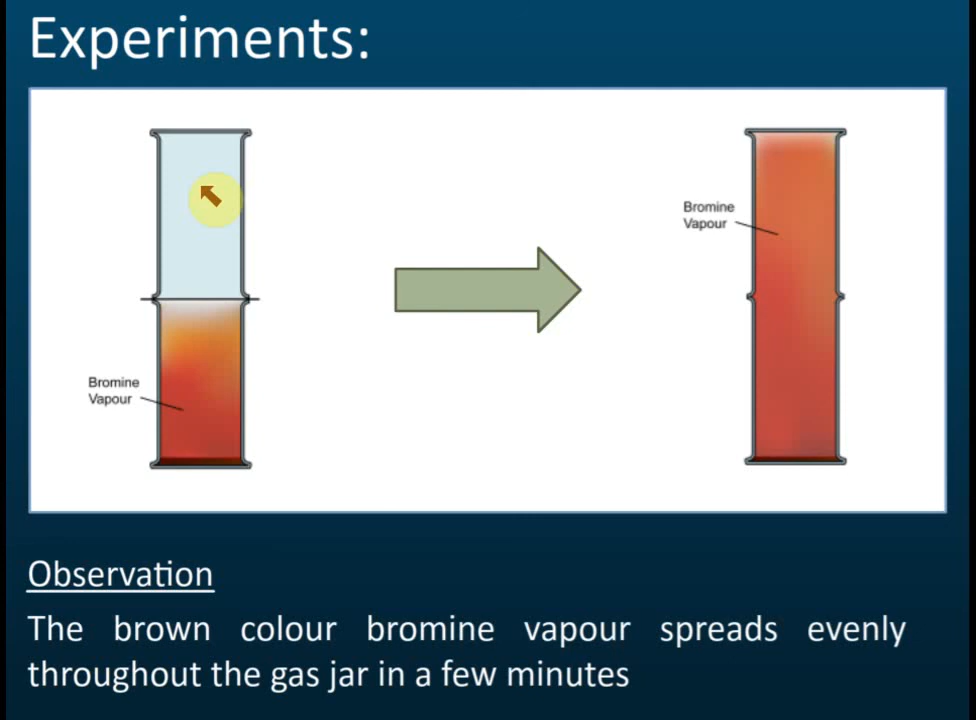 Experiments:
Bromine
Vapour
Bromine
Vapour
Observation
The brown colour bromine vapour spreads evenly
throughout the gas jar in a few minutes